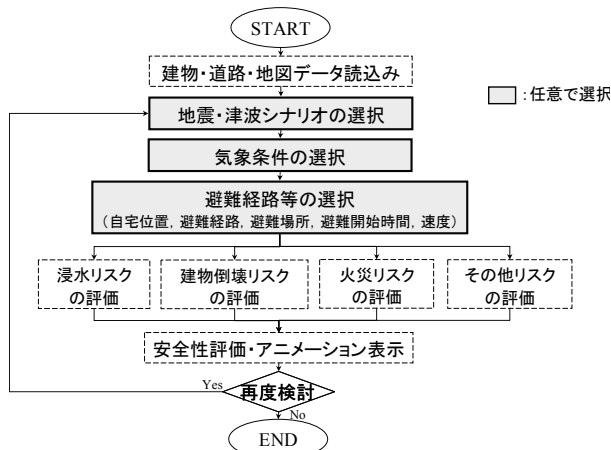 START
建物・道路・地図データ読込み
地震・津波シナリオの選択
:任意で選択
気象条件の選択
避難経路等の選択
（自宅位置, 避難経路, 避難場所, 避難開始時間, 速度）
浸水リスク
の評価
建物倒壊リスク
の評価
火災リスク
の評価
その他リスク
の評価
安全性評価・アニメーション表示
Yes
再度検討
No
END